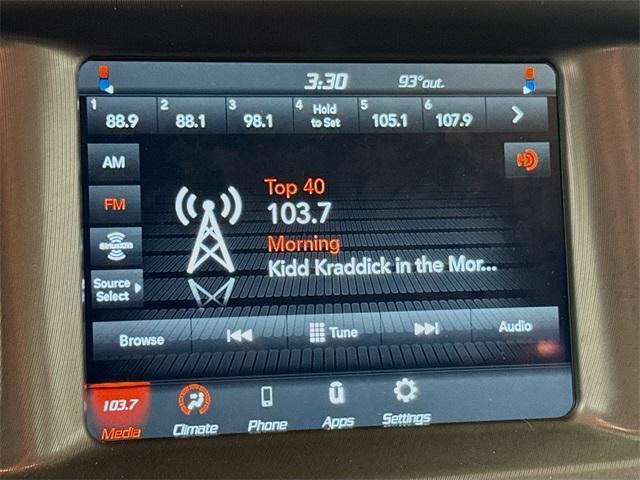 3:30 93°out.
1 88.9 2 88.1 3 98.1 4 Hold to Set 5 105.1 6 107.9
AM
FM
SiriusXM
Source Select
Top 40
103.7
Morning
Kidd Kraddick in the Mor...
Browse Tune Audio
103.7
Media Climate Phone Apps Settings